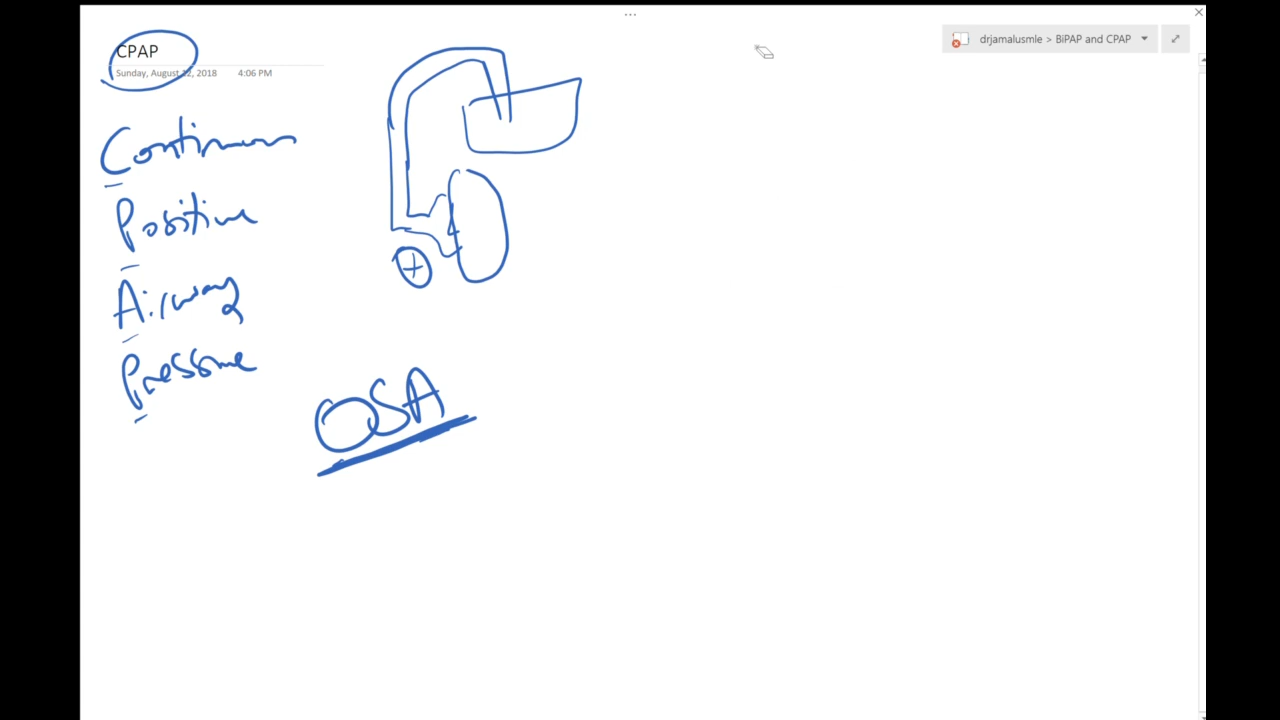 CPAP
Sunday, August 12, 2018 4:06 PM
drjamalusmle > BiPAP and CPAP
Continuous
Positive
Airway
Pressure
+
OSA